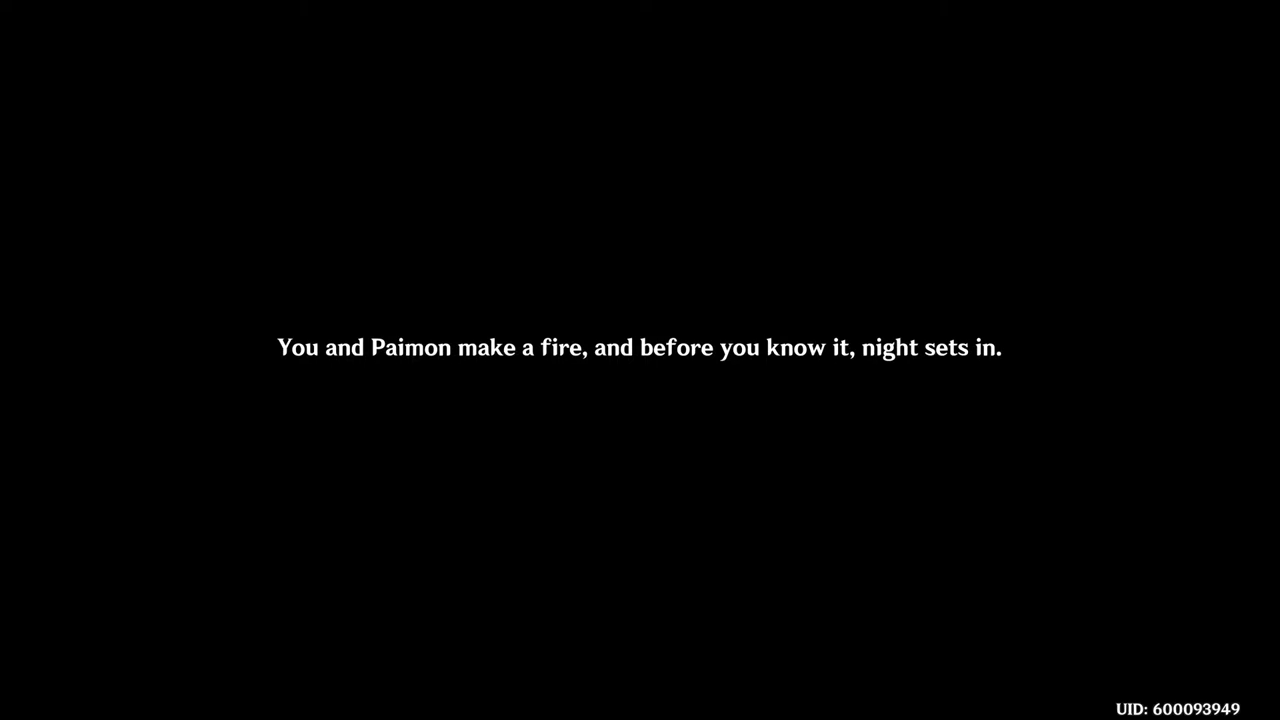 You and Paimon make a fire, and before you know it, night sets in.
UID: 600093949